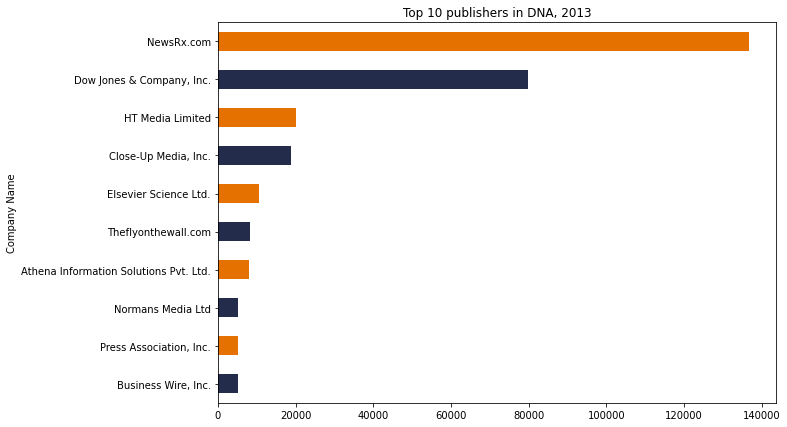 Top 10 publishers in DNA, 2013
Company Name
NewsRx.com
Dow Jones & Company, Inc.
HT Media Limited
Close-Up Media, Inc.
Elsevier Science Ltd.
Theflyonthewall.com
Athena Information Solutions Pvt. Ltd.
Normans Media Ltd
Press Association, Inc.
Business Wire, Inc.
0 20000 40000 60000 80000 100000 120000 140000